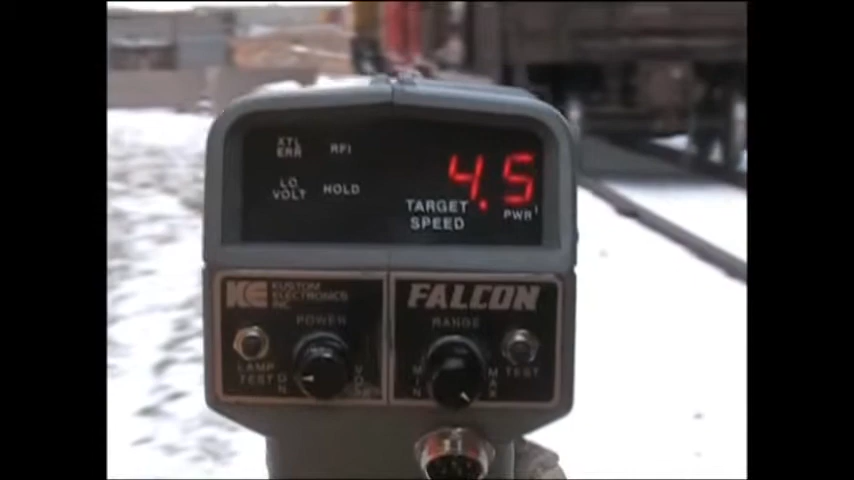 XTL
ERR
RFI
LO
VOLT
HOLD
4.5
TARGET
SPEED
PWR
KE
KUSTOM
ELECTRONICS
INC.
FALCON
POWER
RANGE
LAMP
TEST
ON
MIN
MAX
TEST